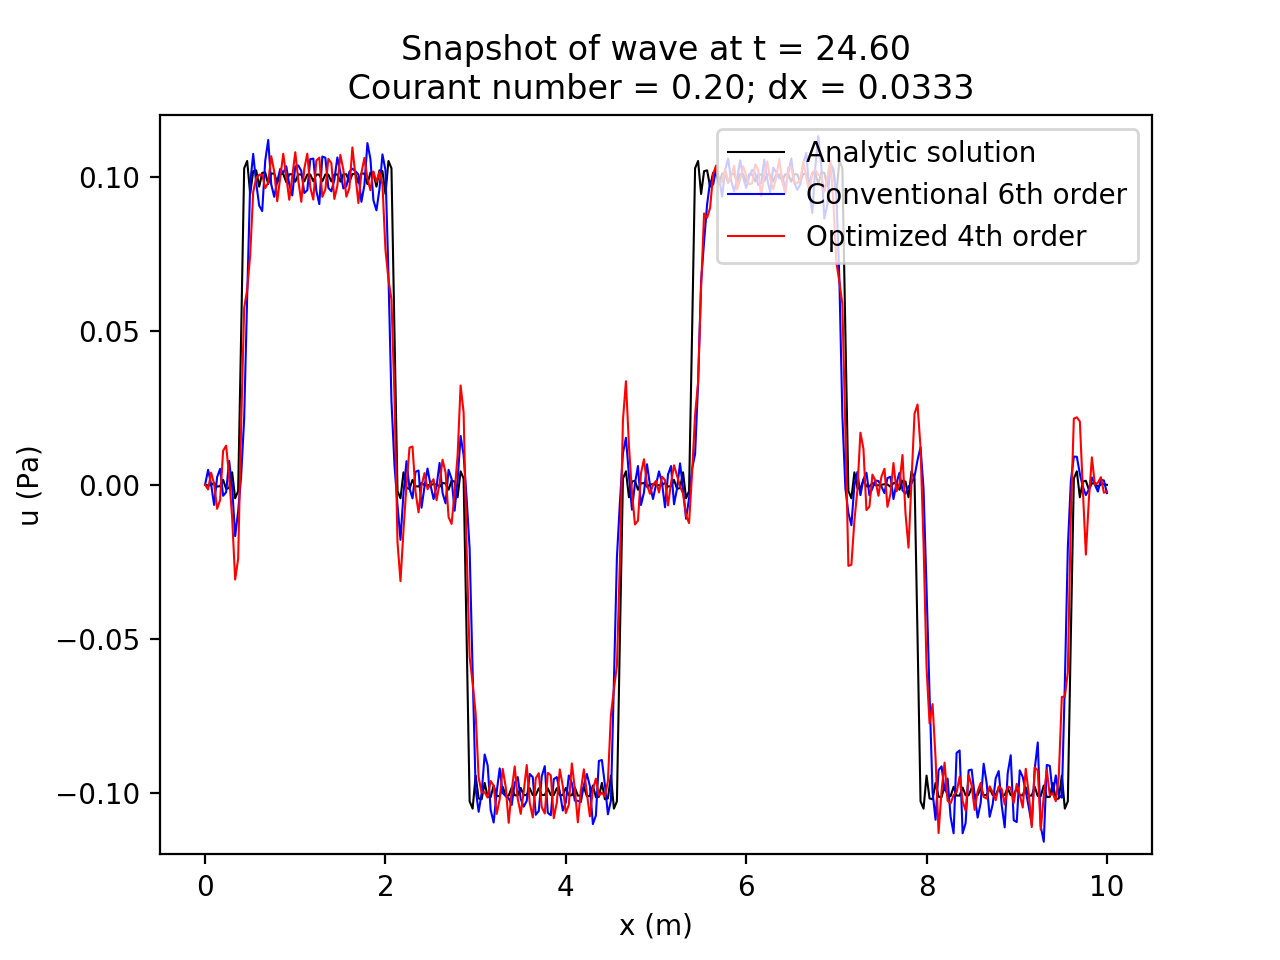 Snapshot of wave at t = 24.60
Courant number = 0.20; dx = 0.0333
Analytic solution
Conventional 6th order
Optimized 4th order
0.10
0.05
0.00
−0.05
−0.10
u (Pa)
0 2 4 6 8 10
x (m)